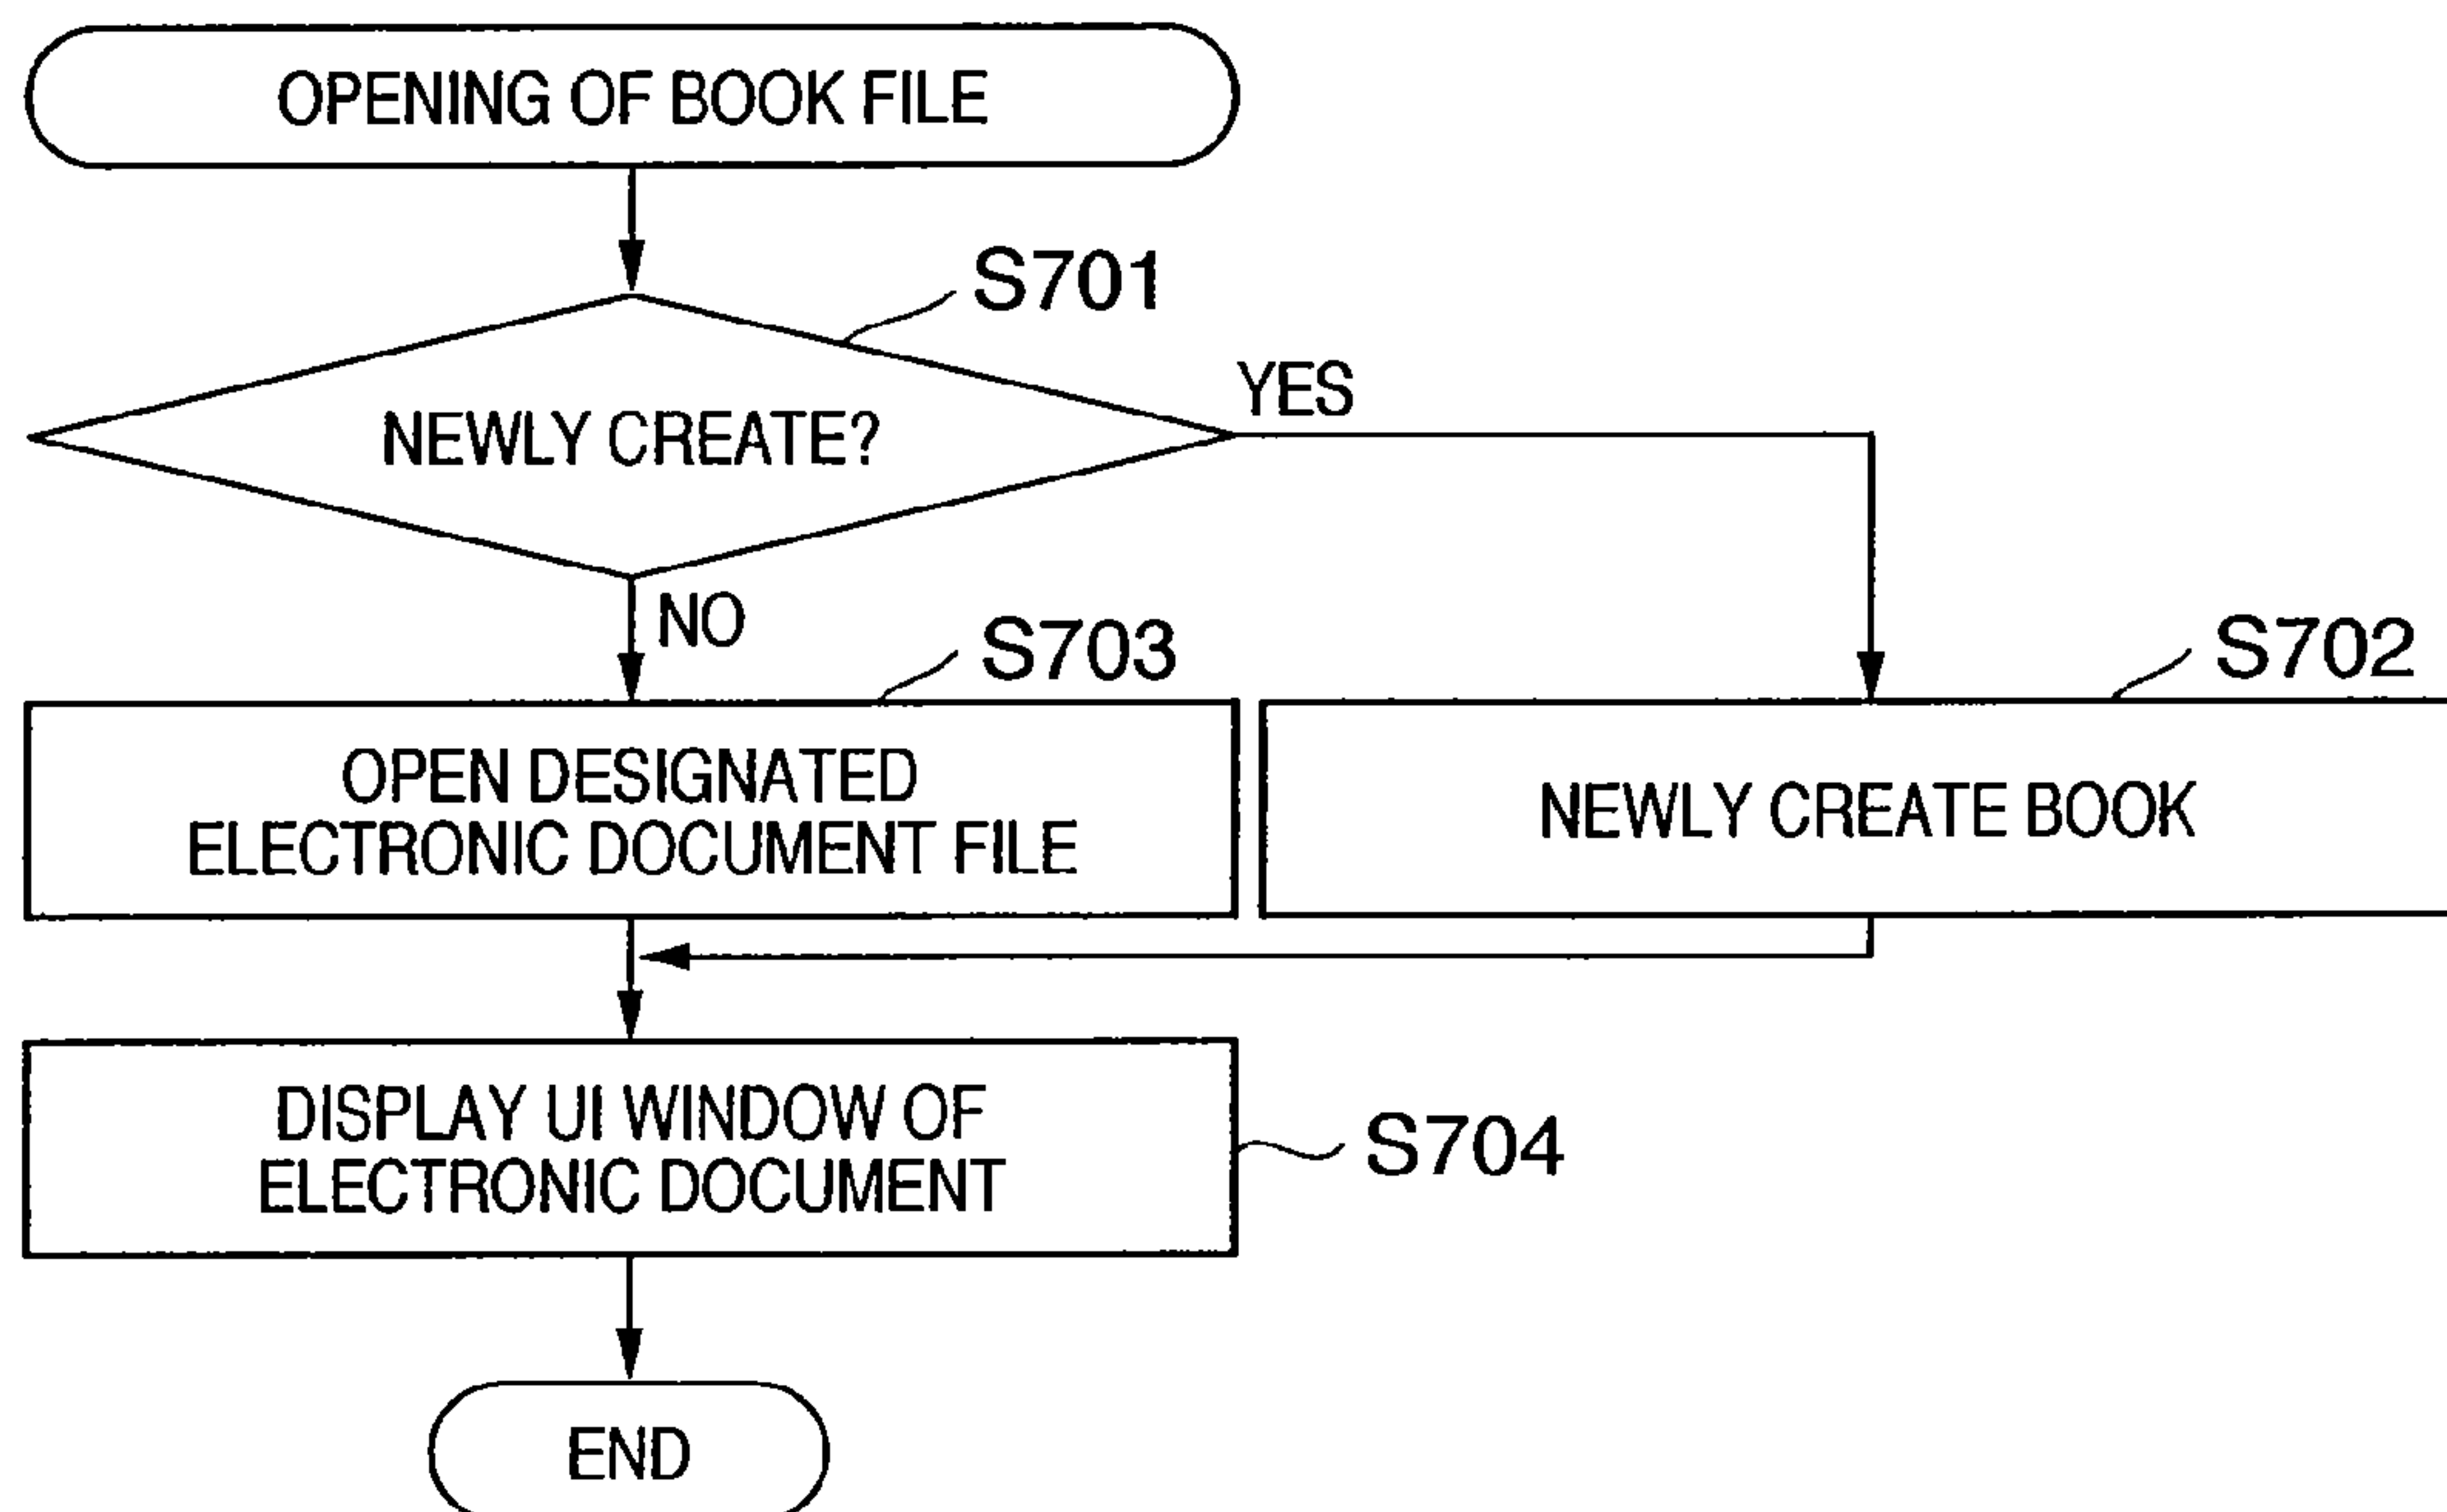 OPENING OF BOOK FILE
S701
NEWLY CREATE?
YES
NO
S703
S702
OPEN DESIGNATED
ELECTRONIC DOCUMENT FILE
NEWLY CREATE BOOK
DISPLAY UI WINDOW OF
ELECTRONIC DOCUMENT
S704
END